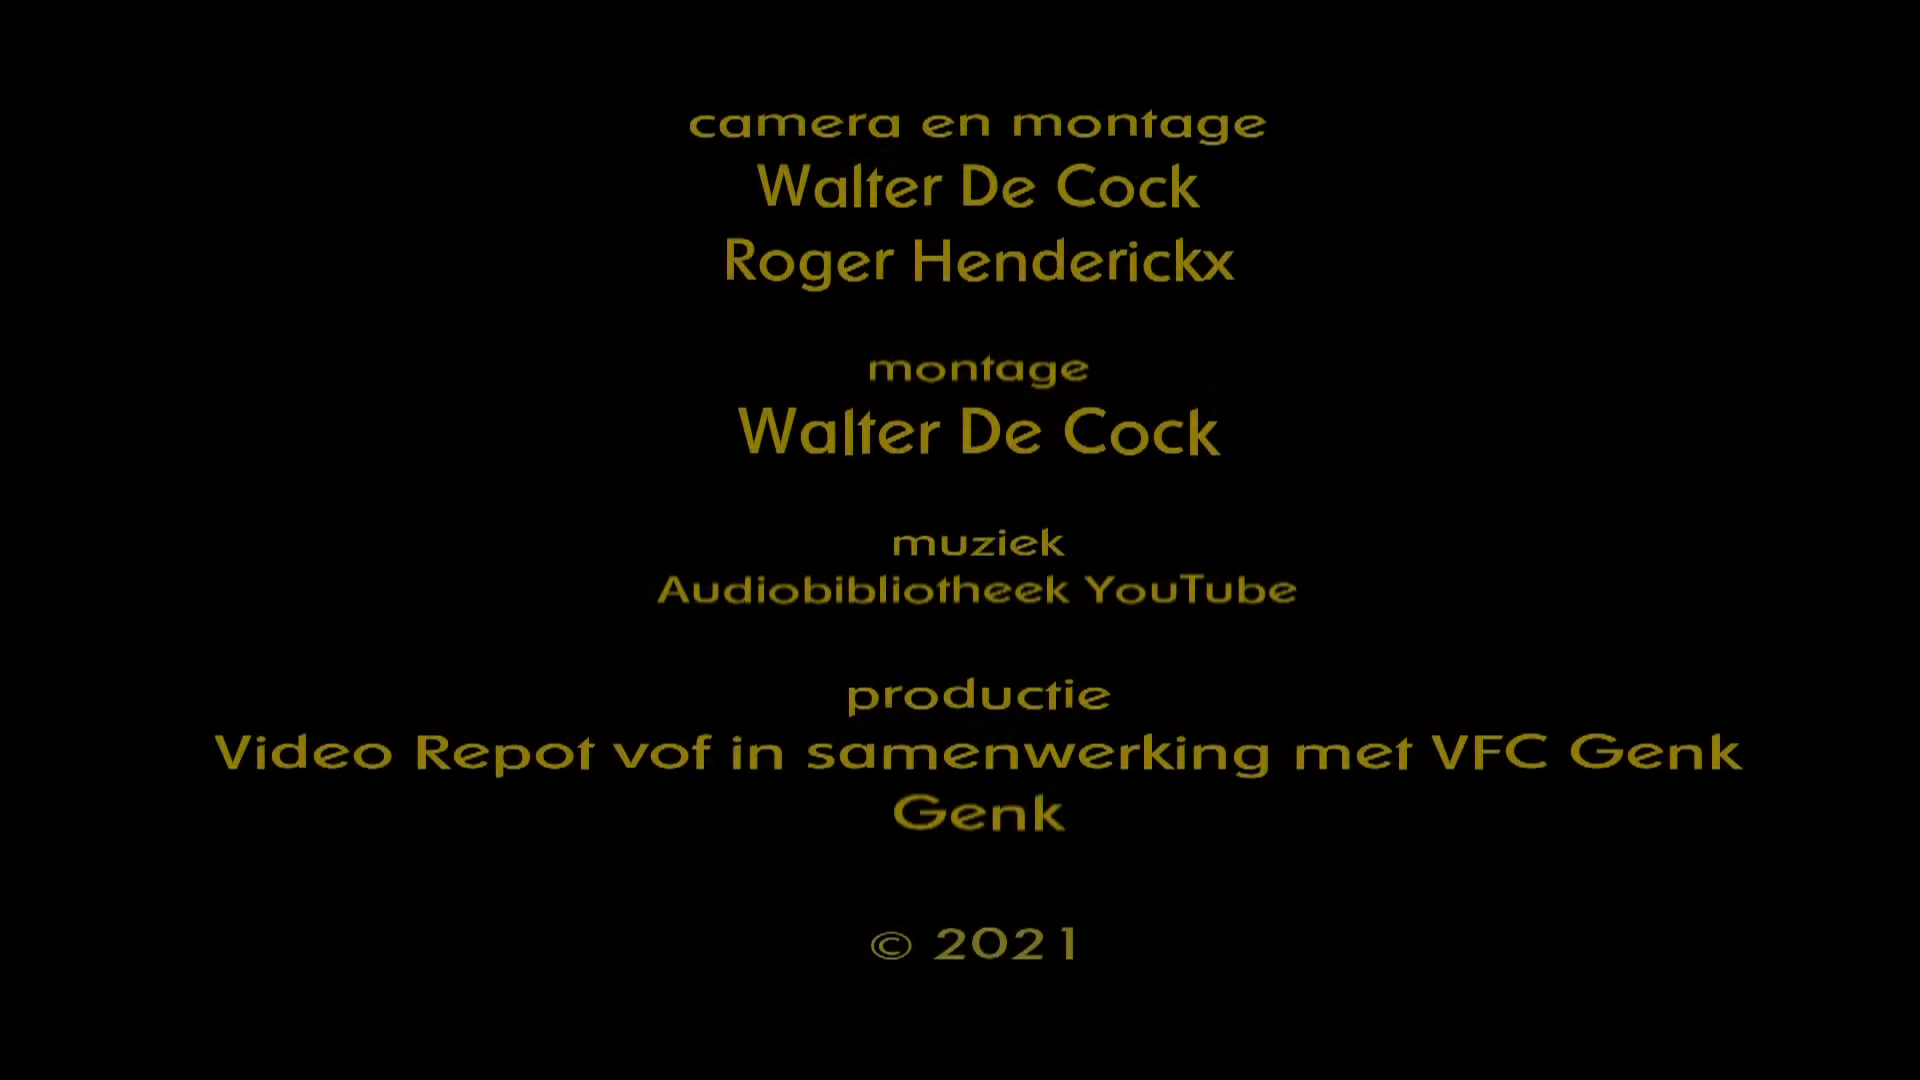 camera en montage
Walter De Cock
Roger Henderickx
montage
Walter De Cock
muziek
Audiobibliotheek YouTube
productie
Video Repot vof in samenwerking met VFC Genk
Genk
© 2021